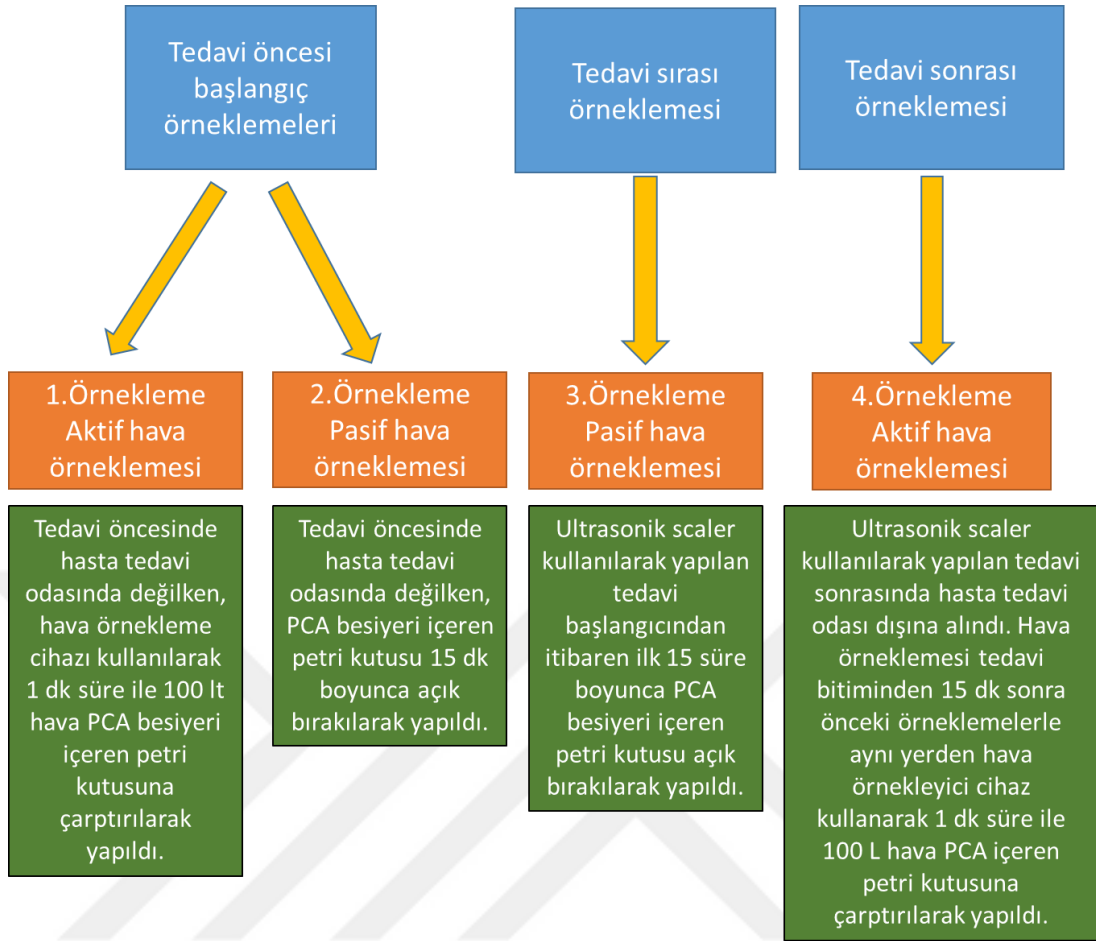 Tedavi öncesi
başlangıç
örneklemeleri
Tedavi sırası
örneklemesi
Tedavi sonrası
örneklemesi
1.Örnekleme
Aktif hava
örneklemesi
2.Örnekleme
Pasif hava
örneklemesi
3.Örnekleme
Pasif hava
örneklemesi
4.Örnekleme
Aktif hava
örneklemesi
Tedavi öncesinde
hasta tedavi
odasında değilken,
hava örnekleme
cihazı kullanılarak
1 dk süre ile 100 lt
hava PCA besiyeri
içeren petri
kutusuna
çarptırılarak
yapıldı.
Tedavi öncesinde
hasta tedavi
odasında değilken,
PCA besiyeri içeren
petri kutusu 15 dk
boyunca açık
bırakılarak yapıldı.
Ultrasonik scaler
kullanılarak yapılan
tedavi
başlangıcından
itibaren ilk 15 süre
boyunca PCA
besiyeri içeren
petri kutusu açık
bırakılarak yapıldı.
Ultrasonik scaler
kullanılarak yapılan tedavi
sonrasında hasta tedavi
odası dışına alındı. Hava
örneklemesi tedavi
bitiminden 15 dk sonra
önceki örneklemelerle
aynı yerden hava
örnekleyici cihaz
kullanarak 1 dk süre ile
100 L hava PCA içeren
petri kutusuna
çarptırılarak yapıldı.